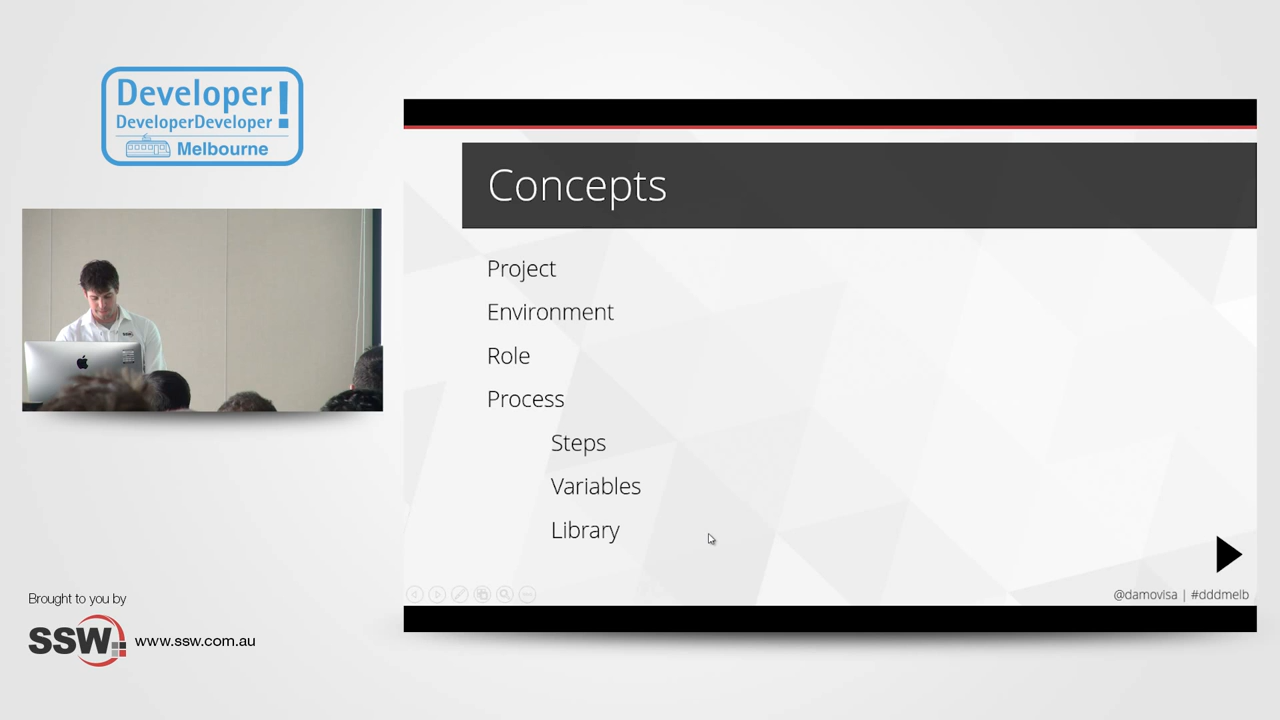 Developer!
DeveloperDeveloper
Melbourne
Concepts
Project
Environment
Role
Process
Steps
Variables
Library
@damovisa | #dddmelb
Brought to you by
SSW
www.ssw.com.au